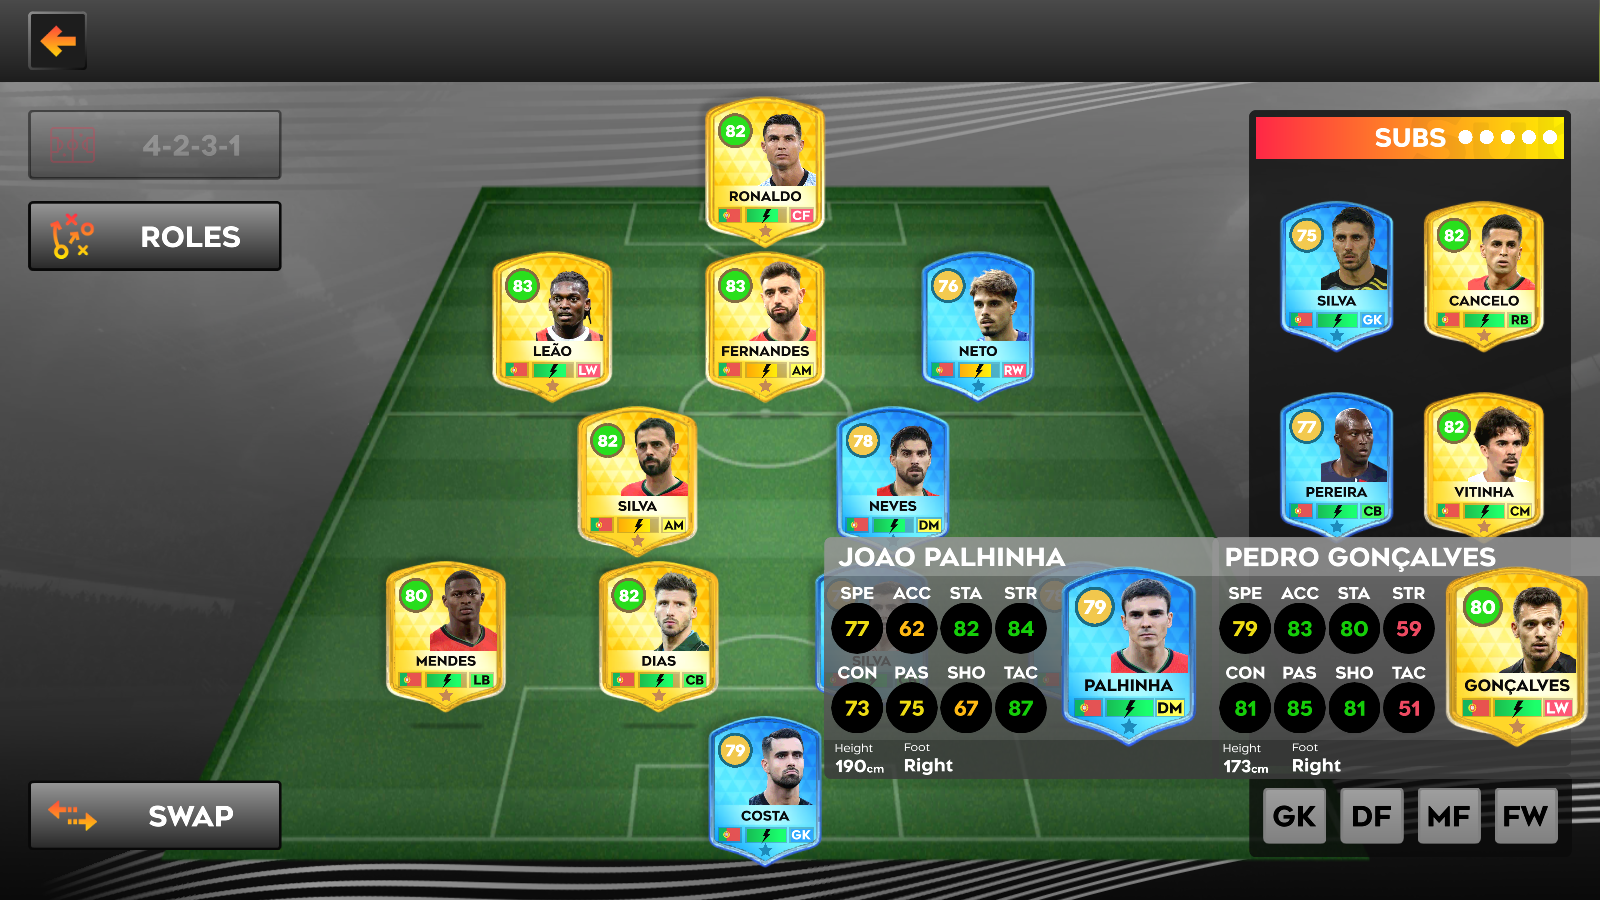 4-2-3-1
ROLES
SWAP
82
RONALDO
CF
83
LEÃO
LW
83
FERNANDES
AM
76
NETO
RW
82
SILVA
AM
78
NEVES
DM
80
MENDES
LB
82
DIAS
CB
SILVA
79
COSTA
GK
SUBS
75
SILVA
GK
82
CANCELO
RB
77
PEREIRA
CB
82
VITINHA
CM
JOAO PALHINHA
SPE ACC STA STR
77 62 82 84
CON PAS SHO TAC
73 75 67 87
Height Foot
190cm Right
79
PALHINHA
DM
PEDRO GONÇALVES
SPE ACC STA STR
79 83 80 59
CON PAS SHO TAC
81 85 81 51
Height Foot
173cm Right
80
GONÇALVES
LW
GK DF MF FW